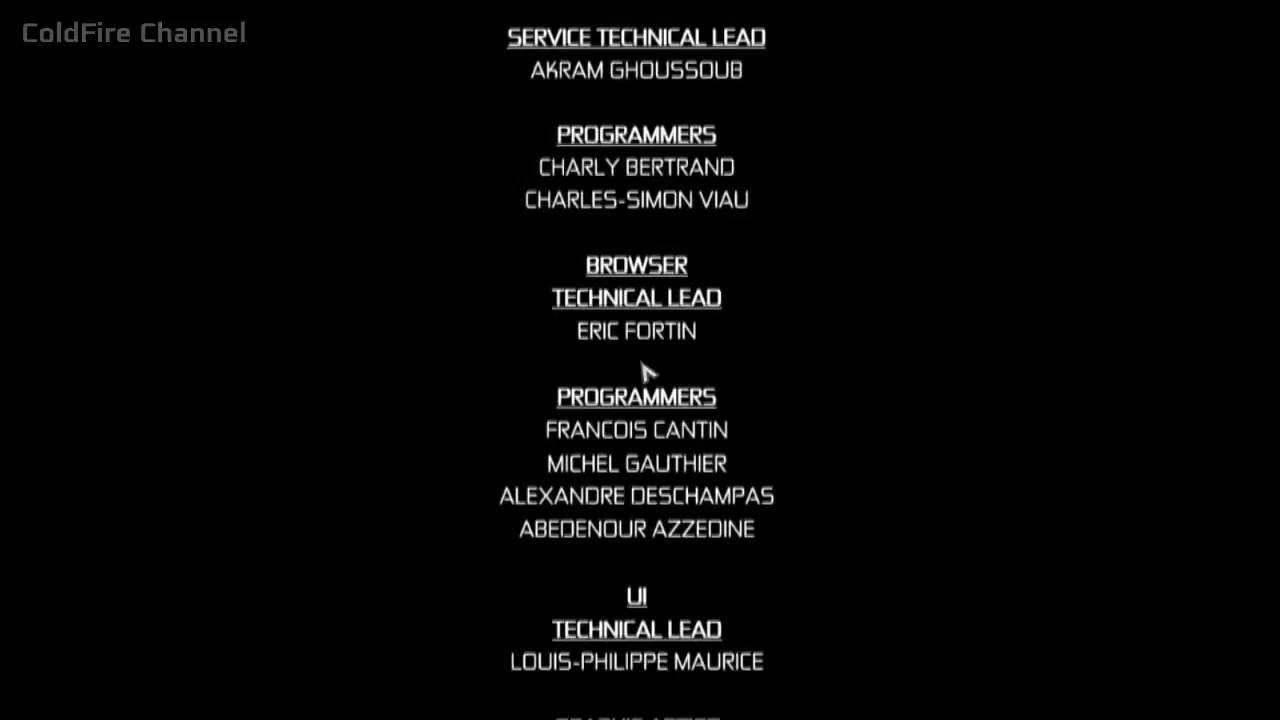 ColdFire Channel
SERVICE TECHNICAL LEAD
AKRAM GHOUSSOUB
PROGRAMMERS
CHARLY BERTRAND
CHARLES-SIMON VIAU
BROWSER
TECHNICAL LEAD
ERIC FORTIN
PROGRAMMERS
FRANCOIS CANTIN
MICHEL GAUTHIER
ALEXANDRE DESCHAMPAS
ABEDENOUR AZZEDINE
UI
TECHNICAL LEAD
LOUIS-PHILIPPE MAURICE